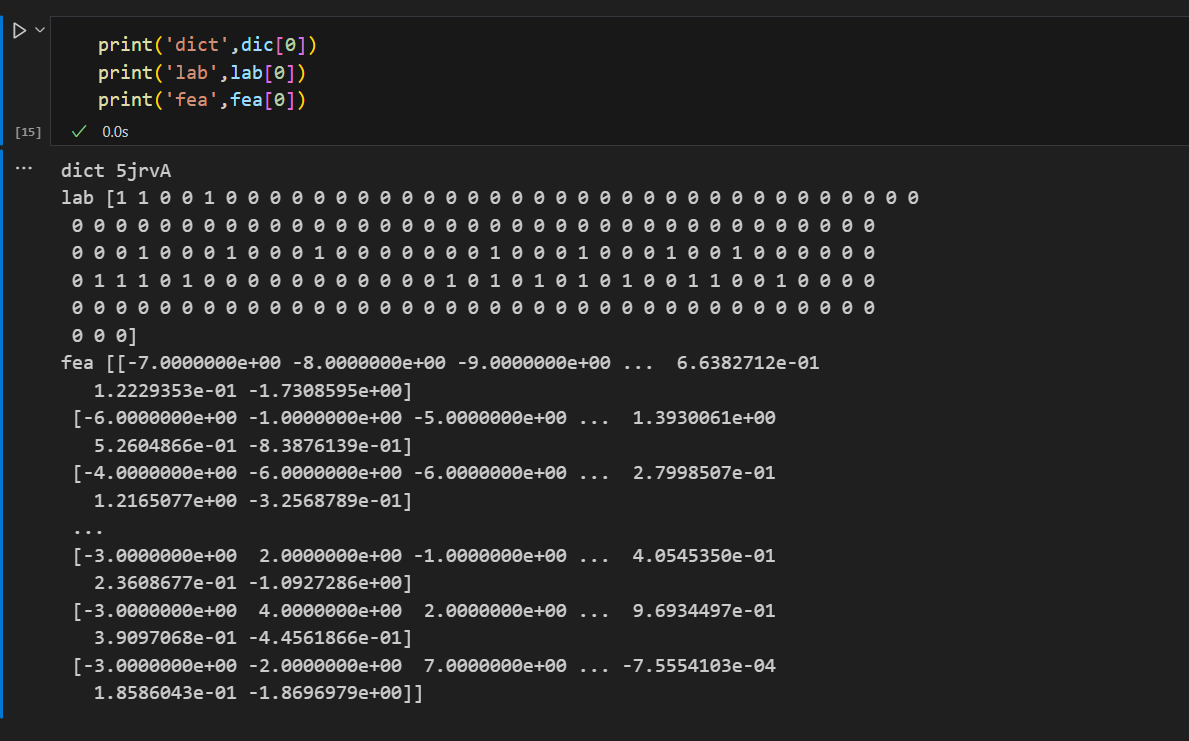 print('dict',dic[0])
print('lab',lab[0])
print('fea',fea[0])
[15] 0.0s
... dict 5jrvA
lab [1 1 0 0 1 0 0 0 0 0 0 0 0 0 0 0 0 0 0 0 0 0 0 0 0 0 0 0 0 0 0 0 0 0 0 0 0
0 0 0 0 0 0 0 0 0 0 0 0 0 0 0 0 0 0 0 0 0 0 0 0 0 0 0 0 0 0 0 0 0 0 0 0 0
0 0 0 1 0 0 0 1 0 0 0 1 0 0 0 0 0 0 0 1 0 0 0 1 0 0 0 1 0 0 1 0 0 0 0 0 0
0 1 1 1 0 1 0 0 0 0 0 0 0 0 0 0 0 1 0 1 0 1 0 1 0 1 0 0 1 1 0 0 1 0 0 0 0
0 0 0 0 0 0 0 0 0 0 0 0 0 0 0 0 0 0 0 0 0 0 0 0 0 0 0 0 0 0 0 0 0 0 0 0 0
0 0 0]
fea [[-7.0000000e+00 -8.0000000e+00 -9.0000000e+00 ... 6.6382712e-01
1.2229353e-01 -1.7308595e+00]
[-6.0000000e+00 -1.0000000e+00 -5.0000000e+00 ... 1.3930061e+00
5.2604866e-01 -8.3876139e-01]
[-4.0000000e+00 -6.0000000e+00 -6.0000000e+00 ... 2.7998507e-01
1.2165077e+00 -3.2568789e-01]
...
[-3.0000000e+00 2.0000000e+00 -1.0000000e+00 ... 4.0545350e-01
2.3608677e-01 -1.0927286e+00]
[-3.0000000e+00 4.0000000e+00 2.0000000e+00 ... 9.6934497e-01
3.9097068e-01 -4.4561866e-01]
[-3.0000000e+00 -2.0000000e+00 7.0000000e+00 ... -7.5554103e-04
1.8586043e-01 -1.8696979e+00]]